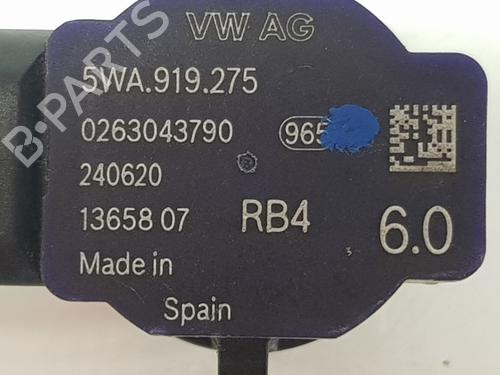 B-PARTS
VW AG
5WA.919.275
0263043790 965
240620
13658 07 RB4 6.0
Made in
Spain